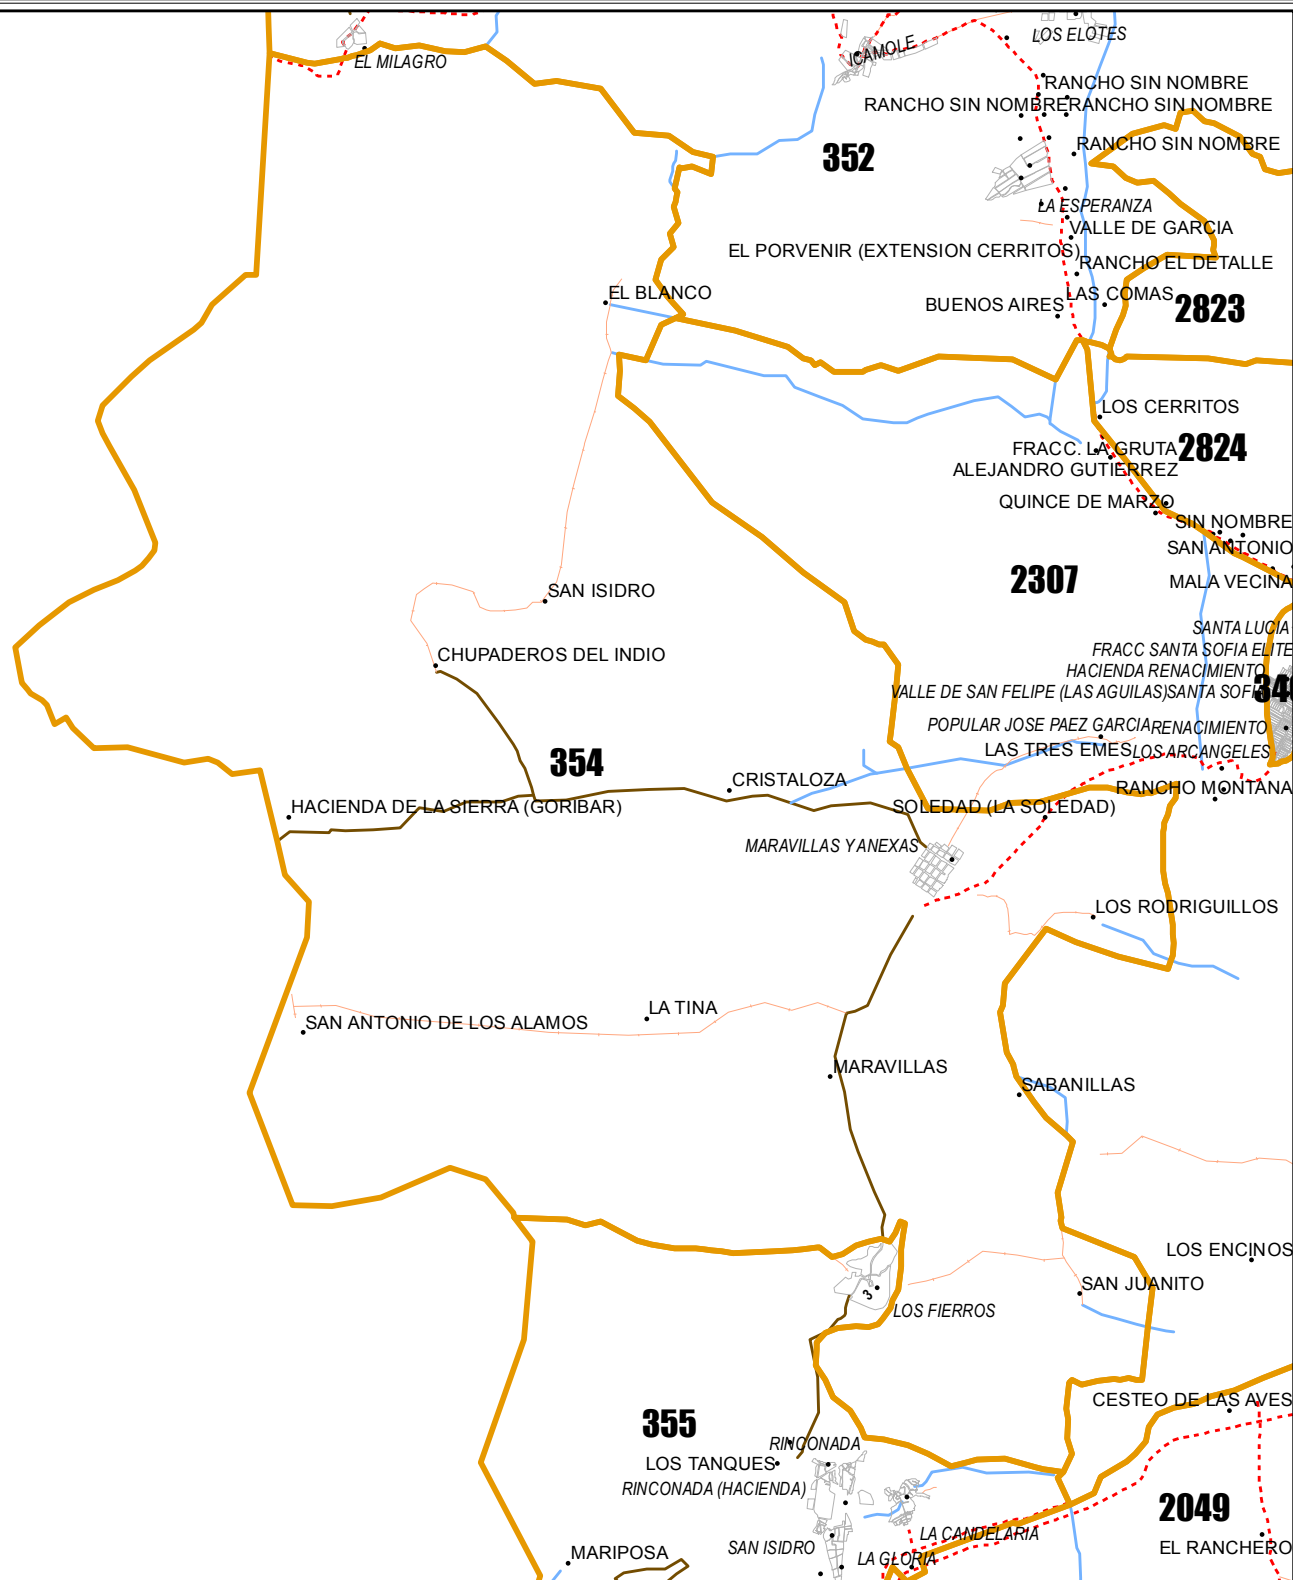 LOS ELOTES
ICAMOLE
EL MILAGRO
RANCHO SIN NOMBRE
RANCHO SIN NOMBRE
RANCHO SIN NOMBRE
RANCHO SIN NOMBRE
352
LA ESPERANZA
VALLE DE GARCIA
EL PORVENIR (EXTENSION CERRITOS)
RANCHO EL DETALLE
EL BLANCO
LAS COMAS
BUENOS AIRES
2823
LOS CERRITOS
FRACC. LA GRUTA
2824
ALEJANDRO GUTIERREZ
QUINCE DE MARZO
SIN NOMBRE
SAN ANTONIO
2307
MALA VECINA
SAN ISIDRO
SANTA LUCIA
FRACC SANTA SOFIA ELITE
CHUPADEROS DEL INDIO
HACIENDA RENACIMIENTO
VALLE DE SAN FELIPE (LAS AGUILAS)
SANTA SOFIA
POPULAR JOSE PAEZ GARCIA
RENACIMIENTO
LAS TRES EMES
LOS ARCANGELES
354
CRISTALOZA
RANCHO MONTANA
HACIENDA DE LA SIERRA (GORIBAR)
SOLEDAD (LA SOLEDAD)
MARAVILLAS Y ANEXAS
LOS RODRIGUILLOS
LA TINA
SAN ANTONIO DE LOS ALAMOS
MARAVILLAS
SABANILLAS
LOS ENCINOS
SAN JUANITO
3
LOS FIERROS
CESTEO DE LAS AVES
355
RINCONADA
LOS TANQUES
RINCONADA (HACIENDA)
2049
LA CANDELARIA
SAN ISIDRO
EL RANCHERO
MARIPOSA
LA GLORIA